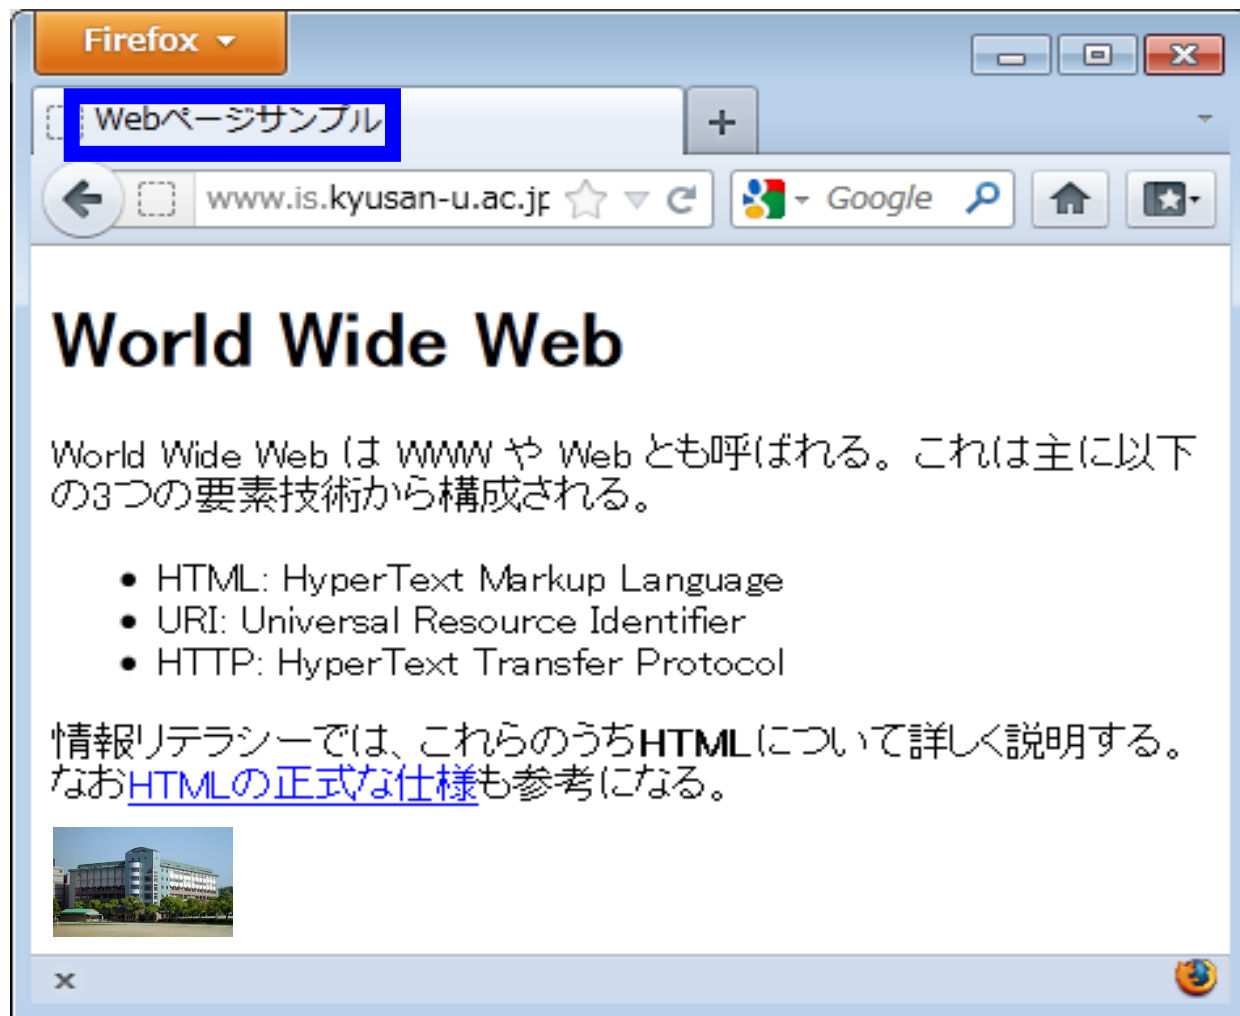 Firefox
Webページサンプル
www.is.kyusan-u.ac.jp
Google
World Wide Web
World Wide Web は WWW や Web とも呼ばれる。これは主に以下
の3つの要素技術から構成される。
• HTML: HyperText Markup Language
• URI: Universal Resource Identifier
• HTTP: HyperText Transfer Protocol
情報リテラシーでは、これらのうちHTMLについて詳しく説明する。
なおHTMLの正式な仕様も参考になる。